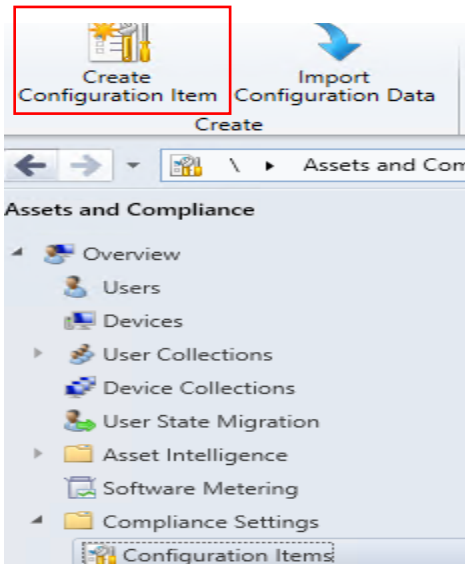 Create
Configuration Item
Import
Configuration Data
Create
\ Assets and Com
Assets and Compliance
Overview
Users
Devices
User Collections
Device Collections
User State Migration
Asset Intelligence
Software Metering
Compliance Settings
Configuration Items